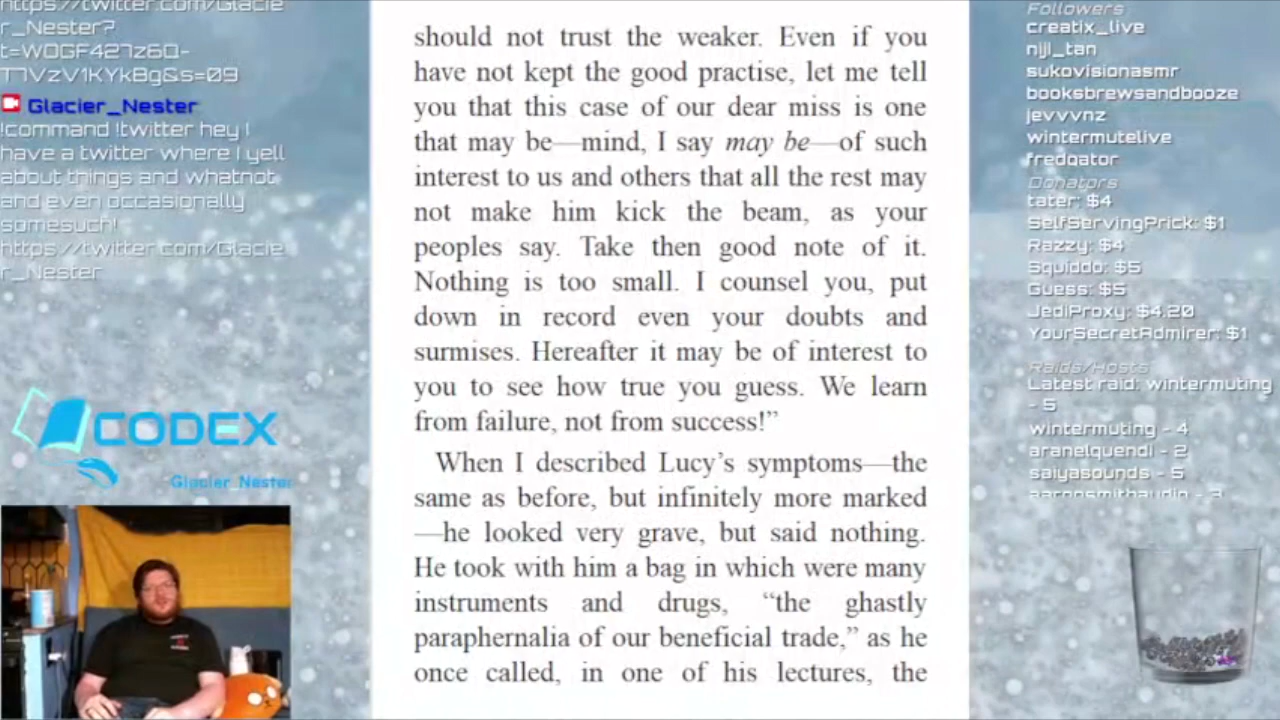 https://twitter.com/Glacie
r_Nester?
t=W0GF427z6Q-
T7VzV1KYkBg&s=09
Glacier_Nester
!command !twitter hey I
have a twitter where I yell
about things and whatnot
and even occasionally
somesuch!
https://twitter.com/Glacie
r_Nester
CODEX
Glacier_Nester
should not trust the weaker. Even if you
have not kept the good practise, let me tell
you that this case of our dear miss is one
that may be—mind, I say may be—of such
interest to us and others that all the rest may
not make him kick the beam, as your
peoples say. Take then good note of it.
Nothing is too small. I counsel you, put
down in record even your doubts and
surmises. Hereafter it may be of interest to
you to see how true you guess. We learn
from failure, not from success!”
When I described Lucy’s symptoms—the
same as before, but infinitely more marked
—he looked very grave, but said nothing.
He took with him a bag in which were many
instruments and drugs, “the ghastly
paraphernalia of our beneficial trade,” as he
once called, in one of his lectures, the
Followers
creatix_live
niji_tan
sukovisionasmr
booksbrewsandbooze
jevvvnz
wintermutelive
fredgator
Donators
tater: $4
SelfServingPrick: $1
Razzy: $4
Squiddo: $5
Guess: $5
JediProxy: $4.20
YourSecretAdmirer: $1
Raids/Hosts
Latest raid: wintermuting
- 5
wintermuting - 4
aranelquendi - 2
saiyasounds - 5